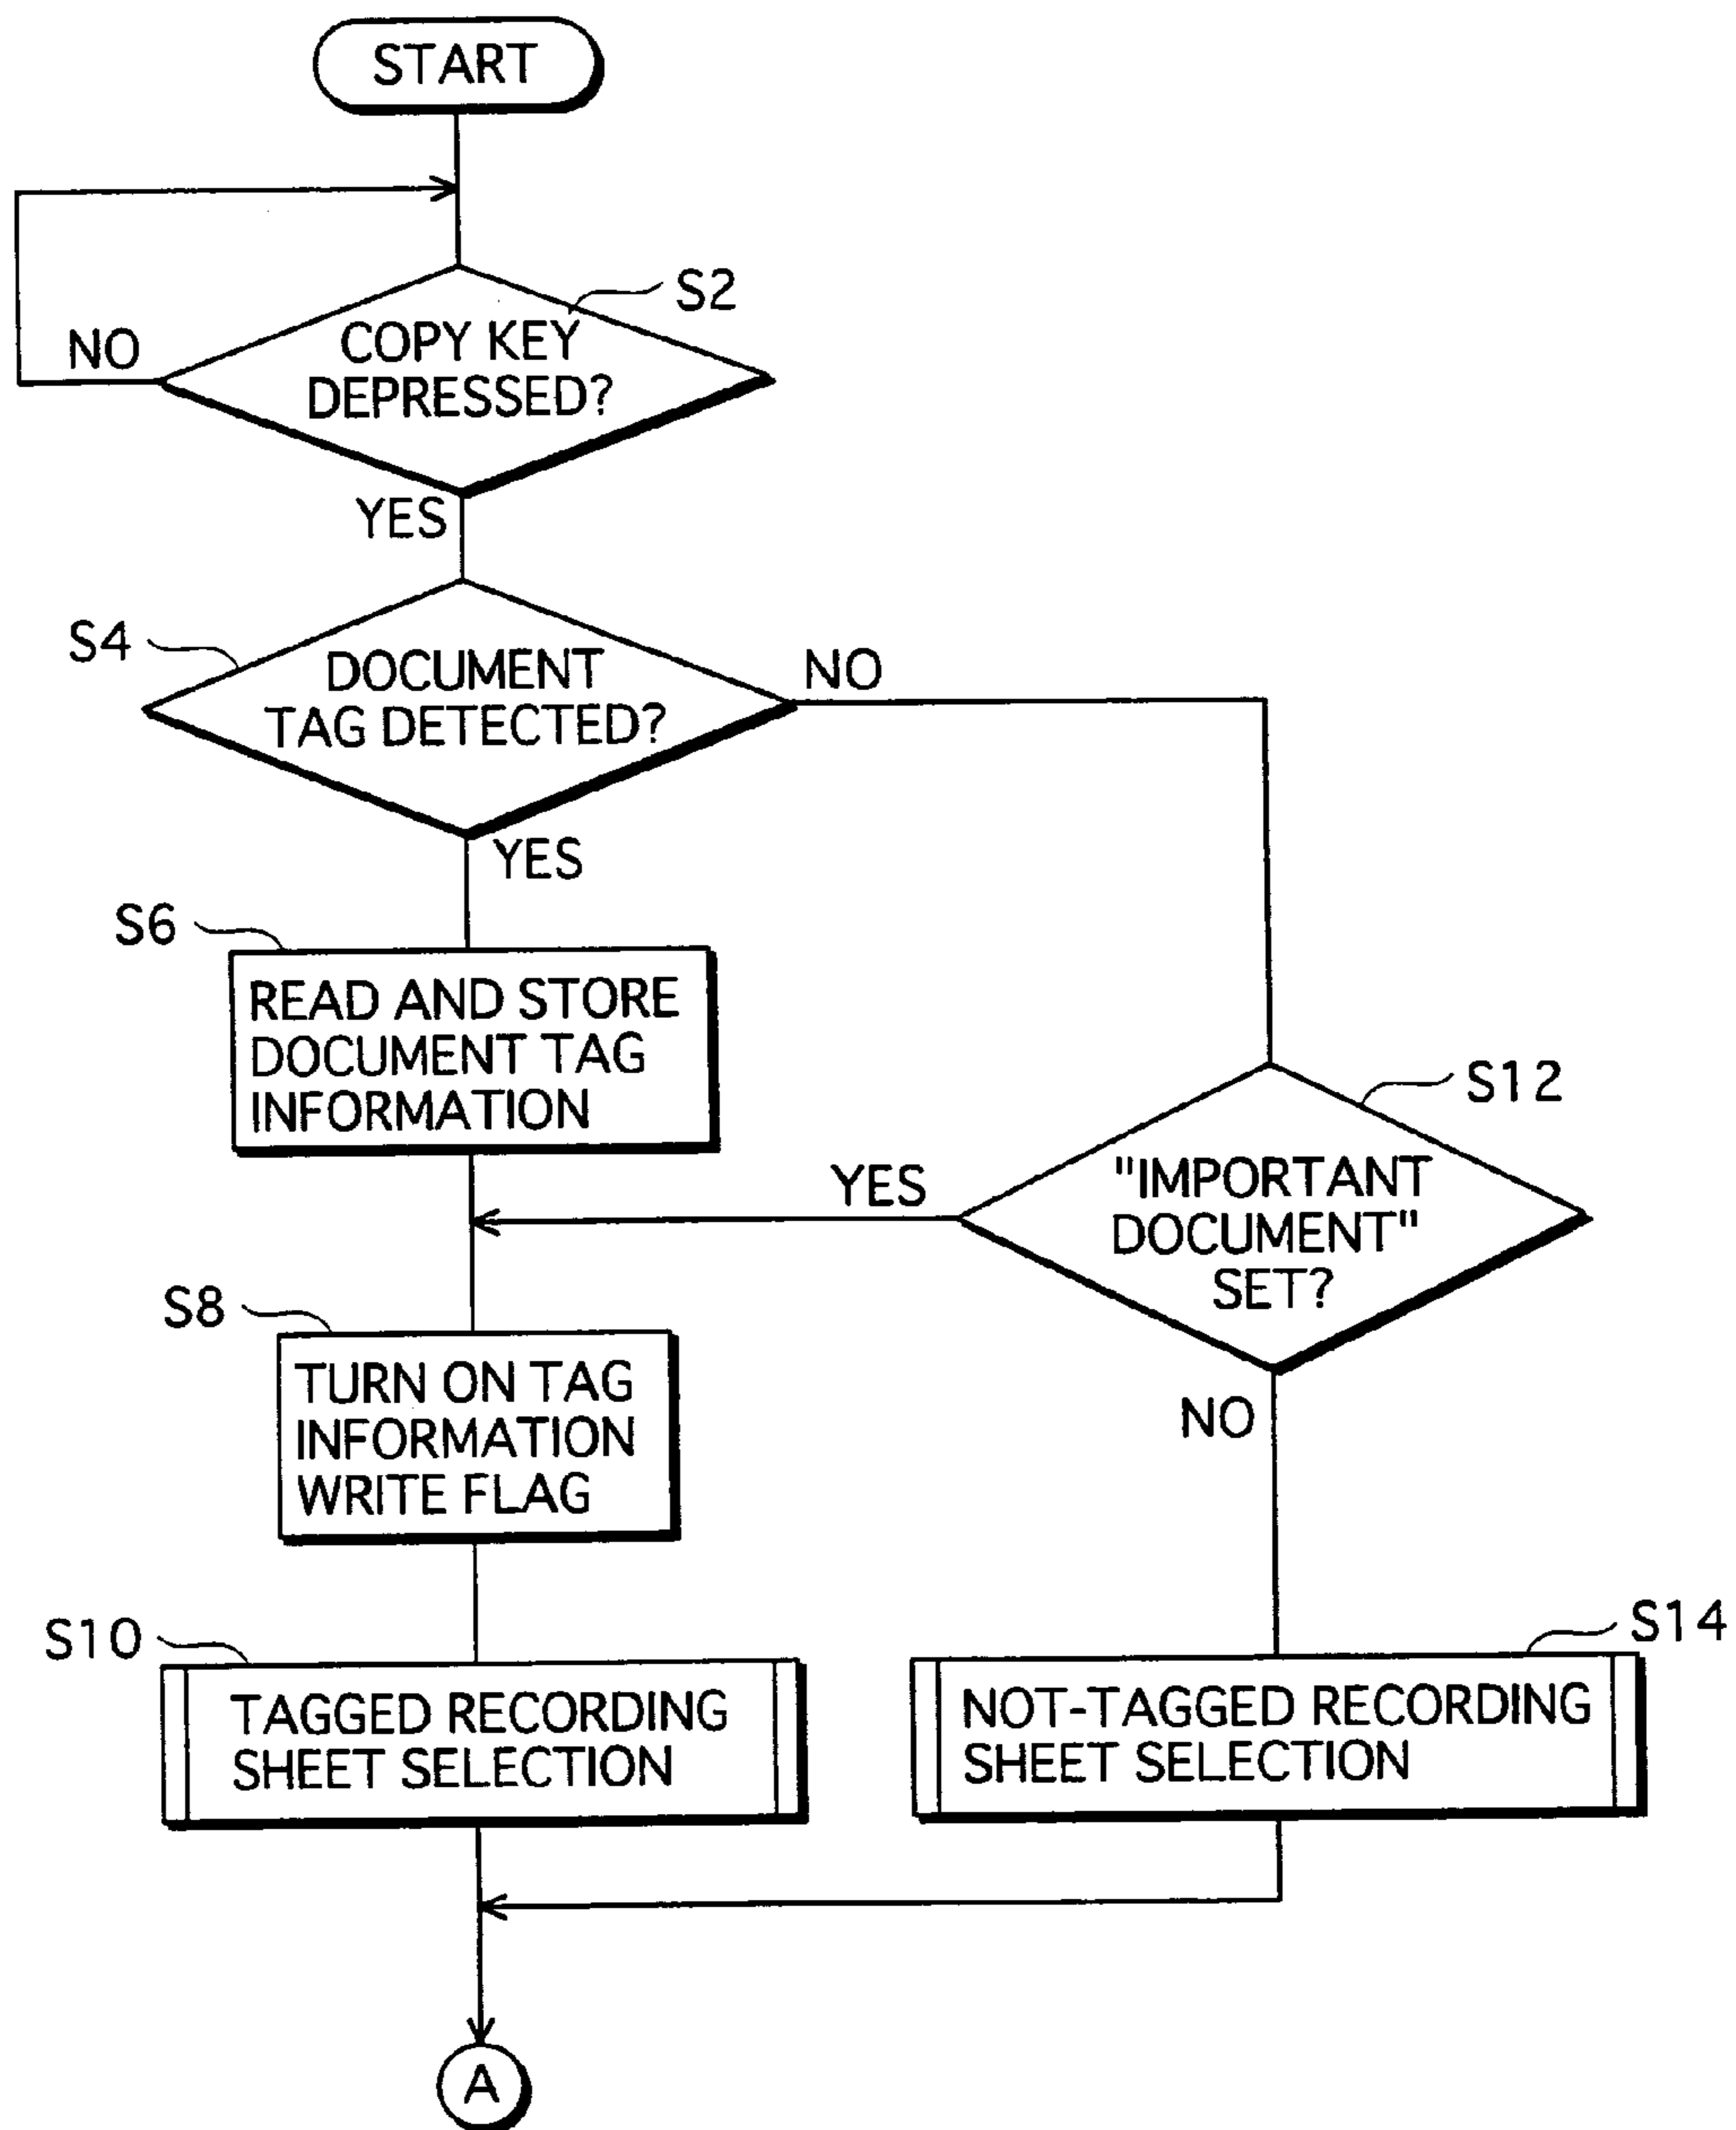 START
S2
COPY KEY
DEPRESSED?
NO
YES
S4
DOCUMENT
TAG DETECTED?
NO
YES
S6
READ AND STORE
DOCUMENT TAG
INFORMATION
S12
"IMPORTANT
DOCUMENT"
SET?
YES
NO
S8
TURN ON TAG
INFORMATION
WRITE FLAG
S10
TAGGED RECORDING
SHEET SELECTION
S14
NOT-TAGGED RECORDING
SHEET SELECTION
A